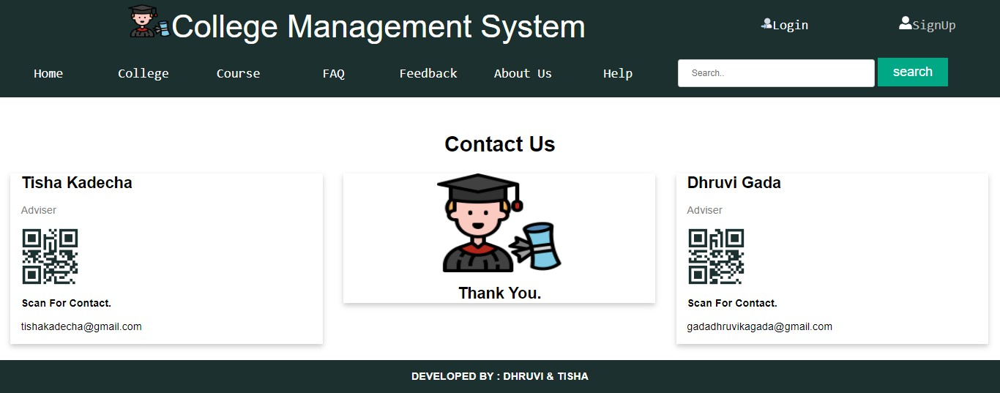 College Management System
Login
SignUp
Home College Course FAQ Feedback About Us Help Search.. search
Contact Us
Tisha Kadecha
Adviser
Scan For Contact.
tishakadecha@gmail.com
Thank You.
Dhruvi Gada
Adviser
Scan For Contact.
gadadhruvikagada@gmail.com
DEVELOPED BY : DHRUVI & TISHA